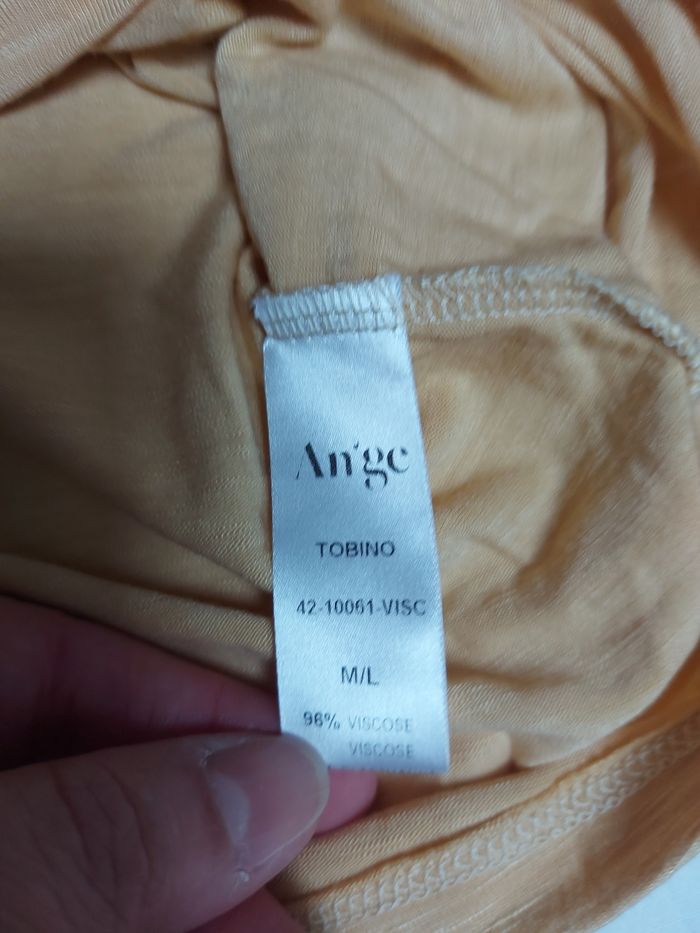 An'ge
TOBINO
42-10061-VISC
M/L
96% VISCOSE
VISCOSE